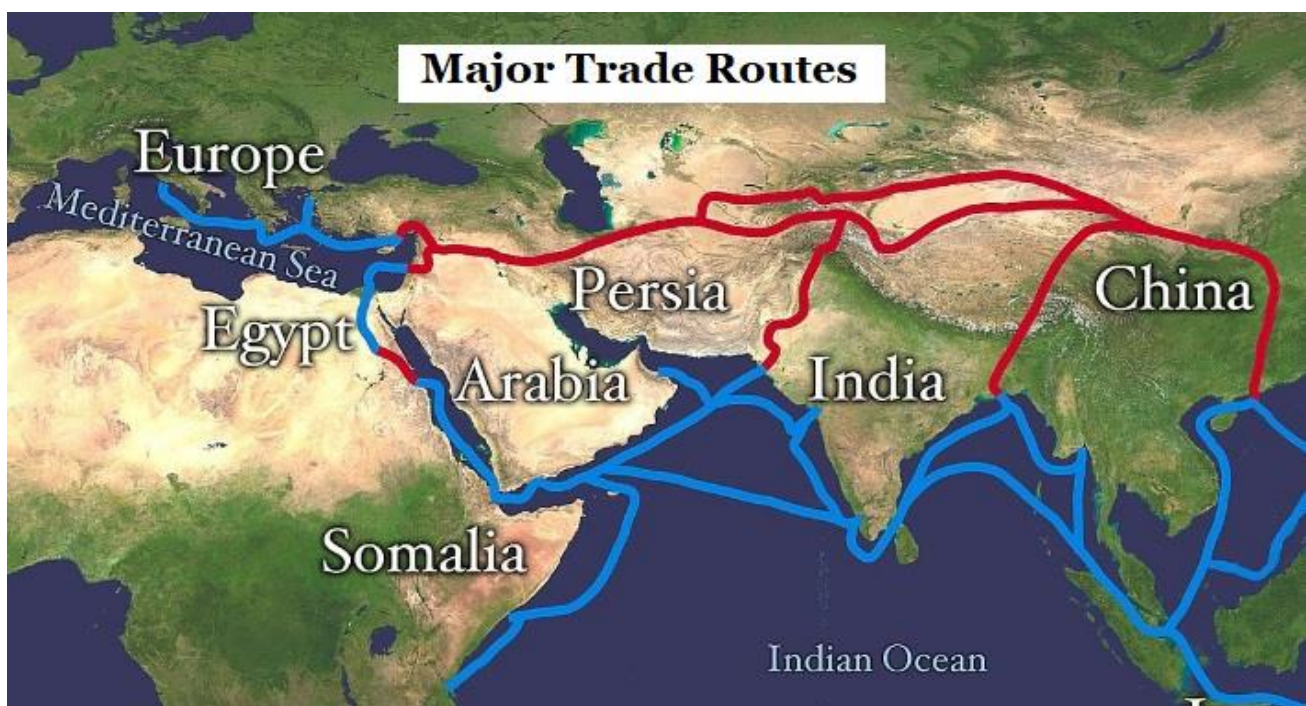 Major Trade Routes
Europe
Mediterranean Sea
Egypt
Persia
China
Arabia
India
Somalia
Indian Ocean